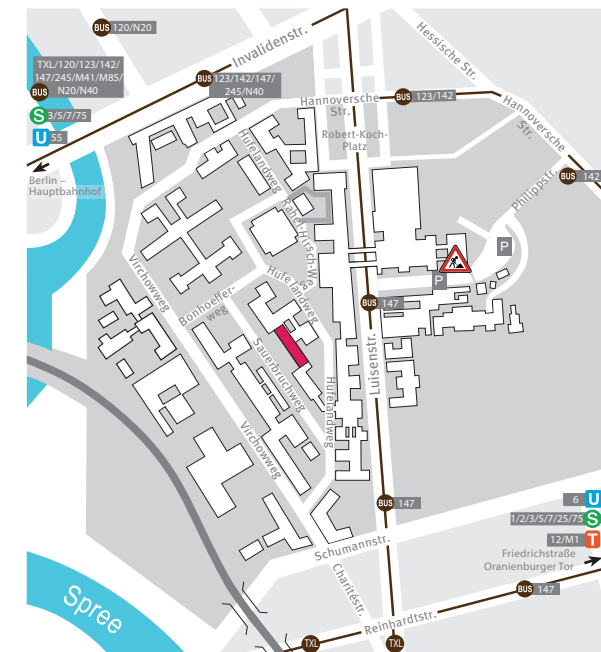 BUS 120/N20
Invalidenstr.
Hessische Str.
TXL/120/123/142/
147/245/M41/M85/
N20/N40
BUS
BUS 123/142/147/
245/N40
S 3/5/7/75
U 55
Hannoversche
Str.
BUS 123/142
Hannoversche
Str.
Robert-Koch-
Platz
Berlin –
Hauptbahnhof
Hufelandweg
BUS 142
Philippstr.
Rahel-Hirsch-Weg
P
P
Virchowweg
Bonhoeffer-
weg
Hufelandweg
BUS 147
Luisenstr.
Sauerbruchweg
Hufelandweg
Virchowweg
BUS 147
6 U
1/2/3/5/7/25/75 S
12/M1 T
Friedrichstraße
Oranienburger Tor
Schumannstr.
Charitéstr.
BUS 147
Reinhardtstr.
Spree
TXL
TXL